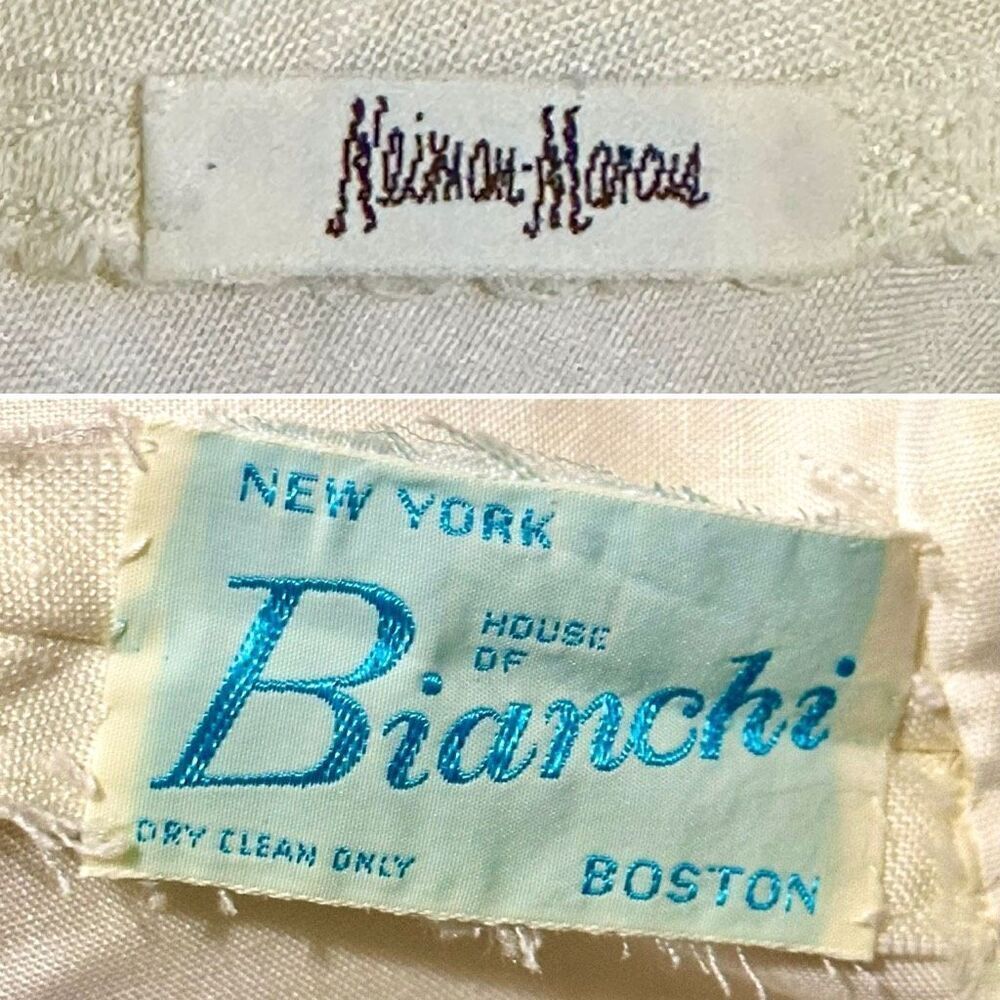 Neiman-Marcus
NEW YORK
HOUSE
OF
Bianchi
DRY CLEAN ONLY
BOSTON